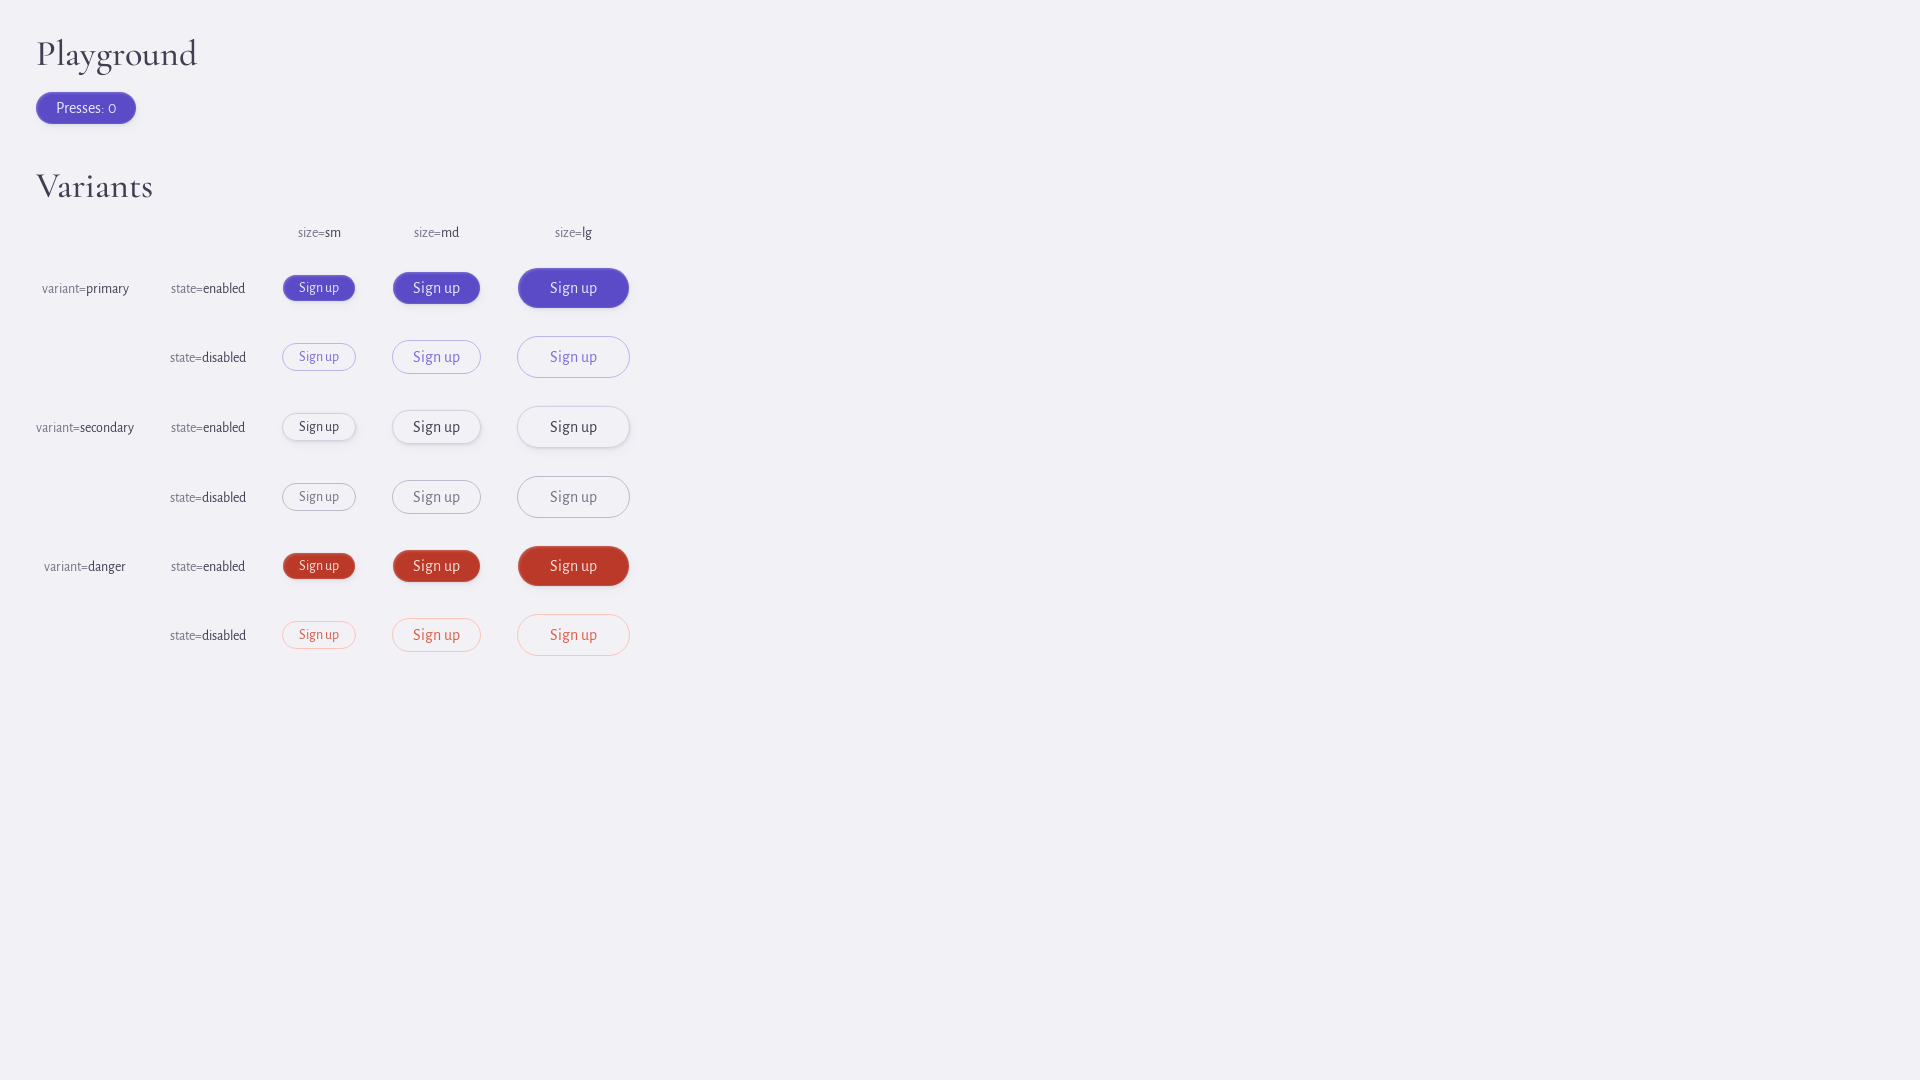 Playground
Presses: 0
Variants
size=sm size=md size=lg
variant=primary state=enabled Sign up Sign up Sign up
state=disabled Sign up Sign up Sign up
variant=secondary state=enabled Sign up Sign up Sign up
state=disabled Sign up Sign up Sign up
variant=danger state=enabled Sign up Sign up Sign up
state=disabled Sign up Sign up Sign up